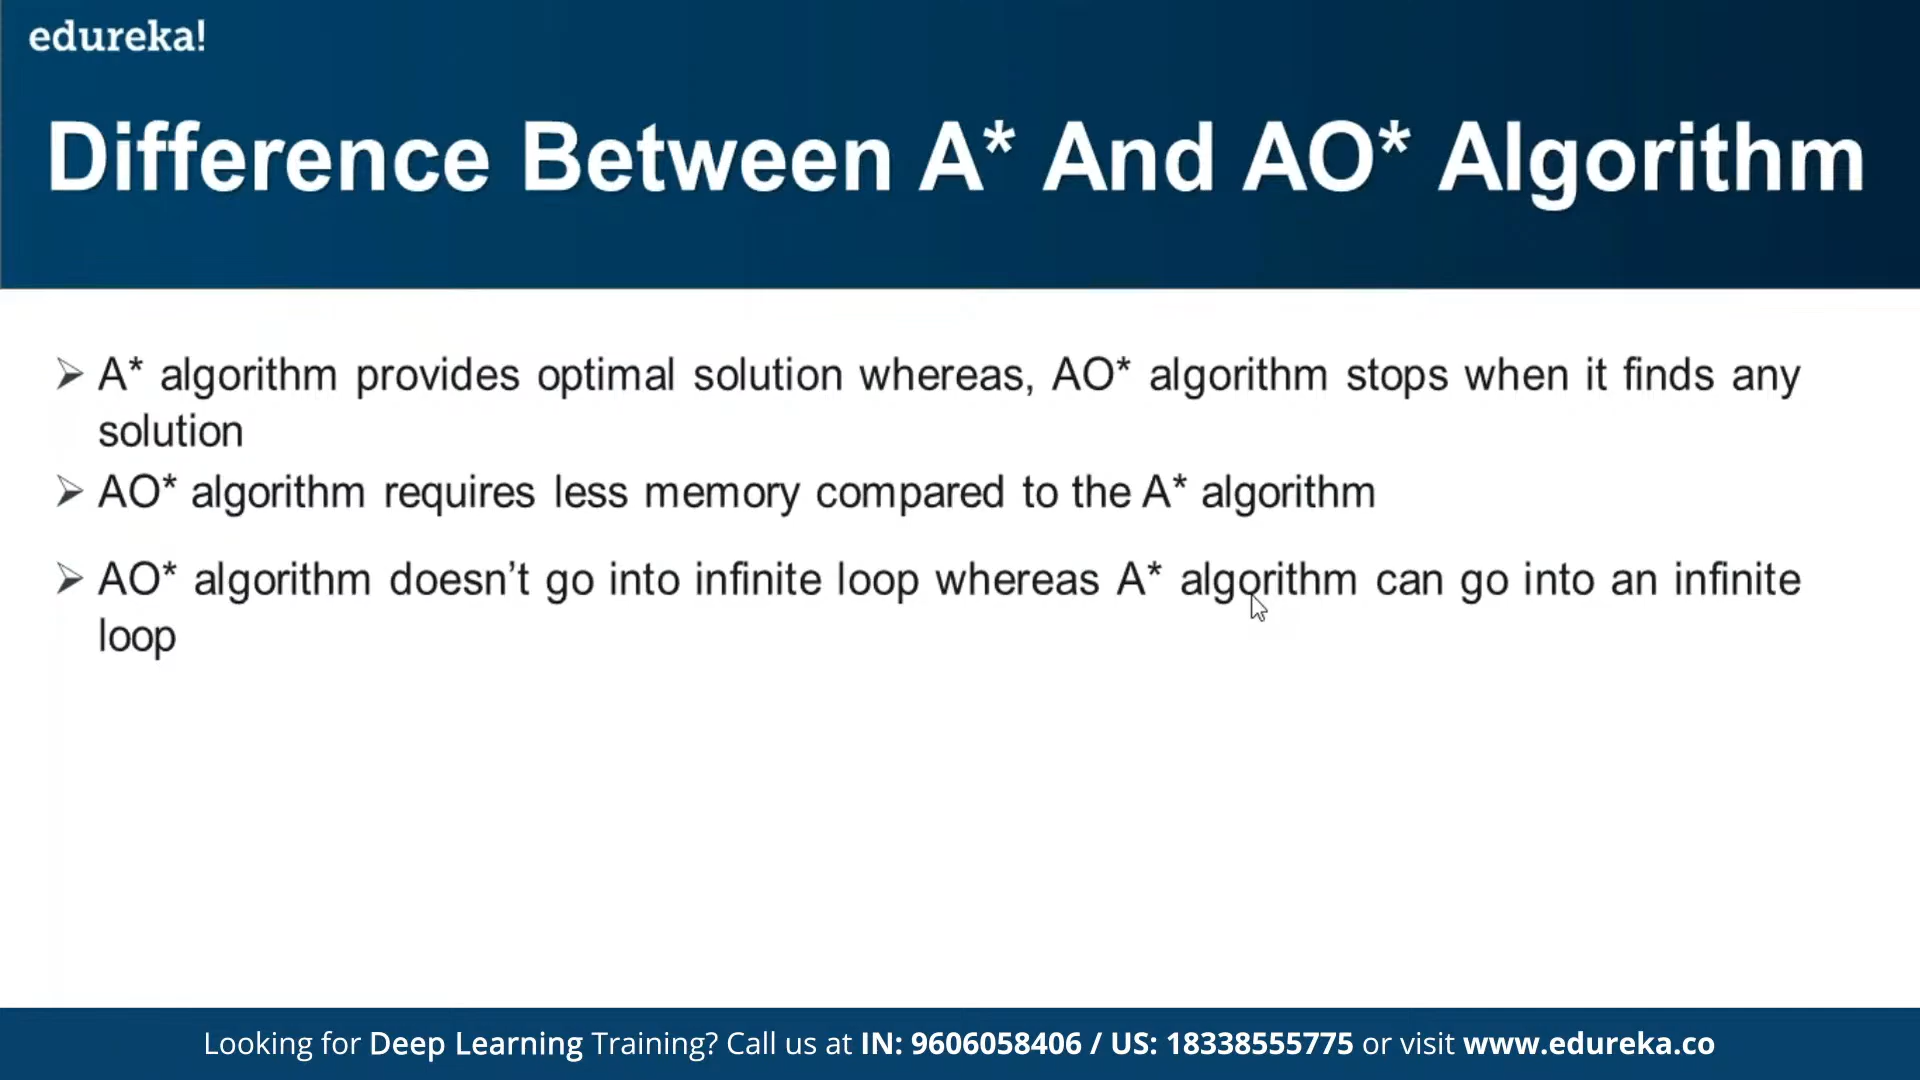 edureka!
Difference Between A* And AO* Algorithm
➢ A* algorithm provides optimal solution whereas, AO* algorithm stops when it finds any
solution
➢ AO* algorithm requires less memory compared to the A* algorithm
➢ AO* algorithm doesn’t go into infinite loop whereas A* algorithm can go into an infinite
loop
Looking for Deep Learning Training? Call us at IN: 9606058406 / US: 18338555775 or visit www.edureka.co